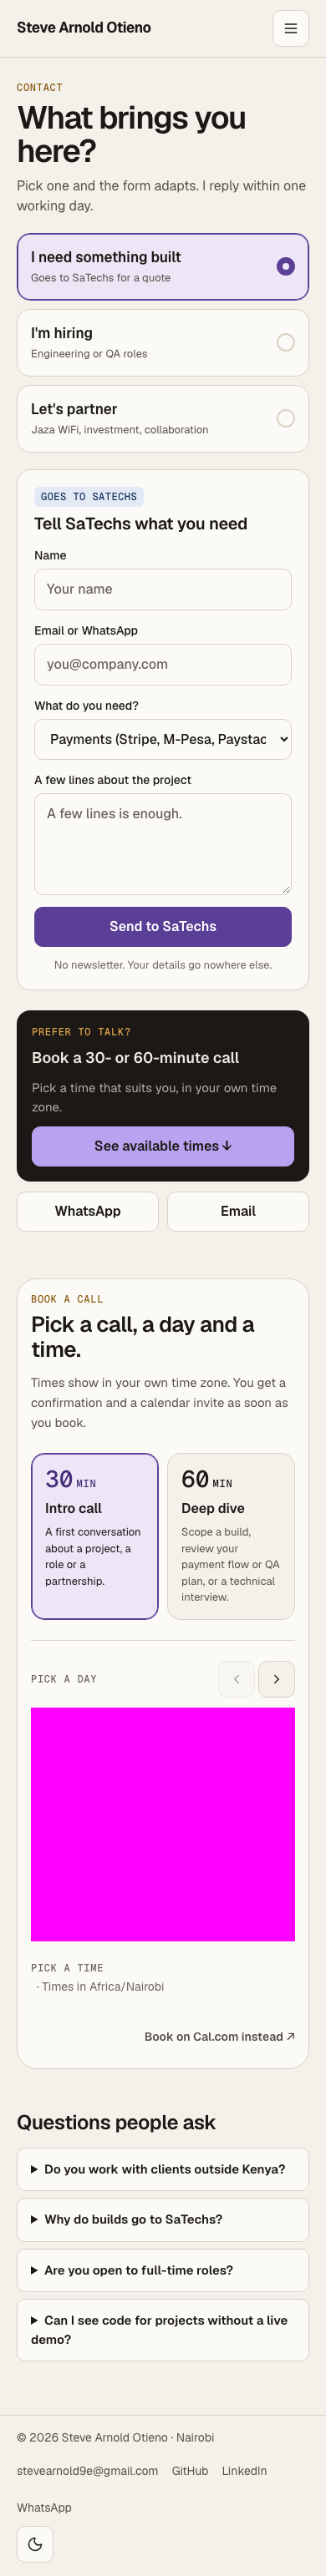 Steve Arnold Otieno
CONTACT
What brings you
here?
Pick one and the form adapts. I reply within one
working day.
I need something built
Goes to SaTechs for a quote
I'm hiring
Engineering or QA roles
Let's partner
Jaza WiFi, investment, collaboration
GOES TO SATECHS
Tell SaTechs what you need
Name
Your name
Email or WhatsApp
you@company.com
What do you need?
Payments (Stripe, M-Pesa, Paystac
A few lines about the project
A few lines is enough.
Send to SaTechs
No newsletter. Your details go nowhere else.
PREFER TO TALK?
Book a 30- or 60-minute call
Pick a time that suits you, in your own time
zone.
See available times ↓
WhatsApp
Email
BOOK A CALL
Pick a call, a day and a
time.
Times show in your own time zone. You get a
confirmation and a calendar invite as soon as
you book.
30 MIN
Intro call
A first conversation
about a project, a
role or a
partnership.
60 MIN
Deep dive
Scope a build,
review your
payment flow or QA
plan, or a technical
interview.
PICK A DAY
PICK A TIME
· Times in Africa/Nairobi
Book on Cal.com instead ↗
Questions people ask
Do you work with clients outside Kenya?
Why do builds go to SaTechs?
Are you open to full-time roles?
Can I see code for projects without a live
demo?
© 2026 Steve Arnold Otieno · Nairobi
stevearnold9e@gmail.com GitHub LinkedIn
WhatsApp